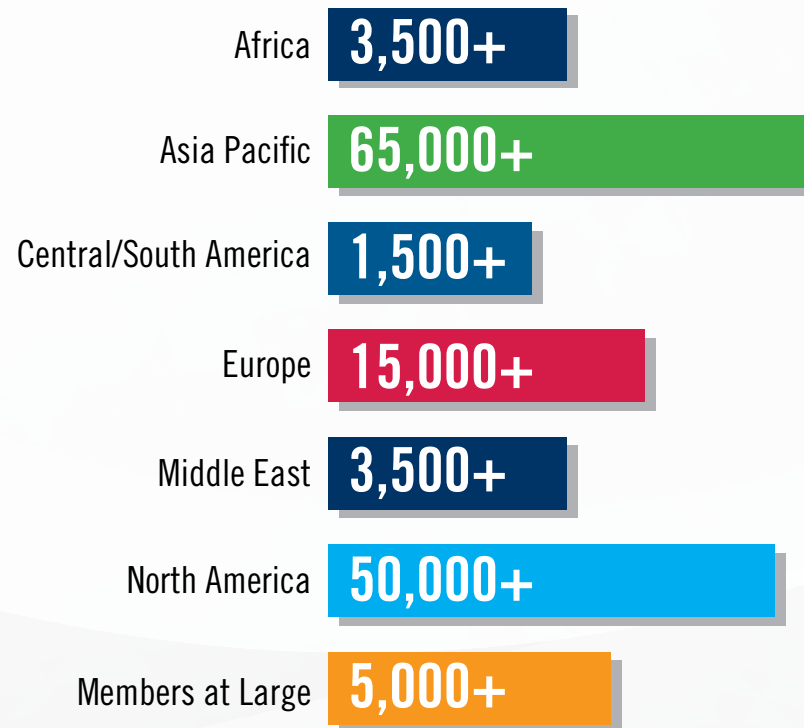 Africa 3,500+
Asia Pacific 65,000+
Central/South America 1,500+
Europe 15,000+
Middle East 3,500+
North America 50,000+
Members at Large 5,000+